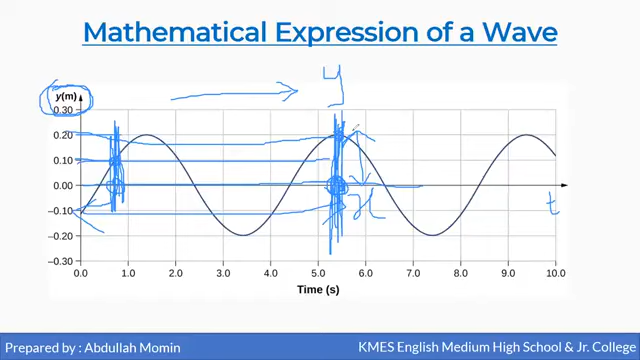 Mathematical Expression of a Wave
y
y(m)
0.30
0.20
0.10
0.00
−0.10
−0.20
−0.30
x
t
0.0 1.0 2.0 3.0 4.0 5.0 6.0 7.0 8.0 9.0 10.0
Time (s)
Prepared by : Abdullah Momin
KMES English Medium High School & Jr. College